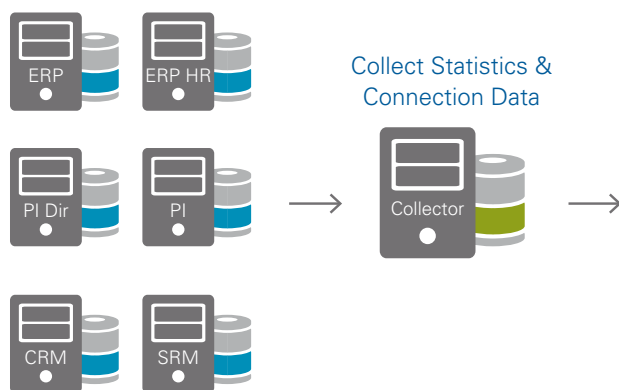 ERP
ERP HR
Collect Statistics &
Connection Data
PI Dir
PI
Collector
CRM
SRM